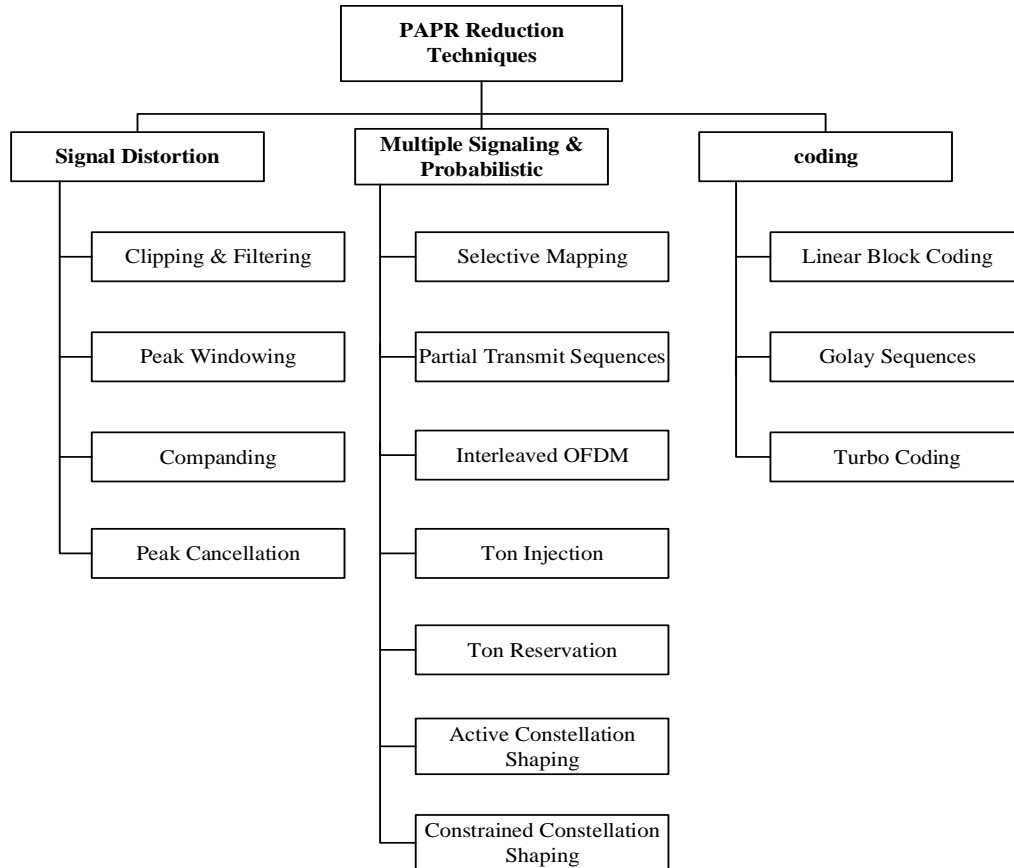 PAPR Reduction
Techniques
Signal Distortion
Clipping & Filtering
Peak Windowing
Companding
Peak Cancellation
Multiple Signaling &
Probabilistic
Selective Mapping
Partial Transmit Sequences
Interleaved OFDM
Ton Injection
Ton Reservation
Active Constellation
Shaping
Constrained Constellation
Shaping
coding
Linear Block Coding
Golay Sequences
Turbo Coding